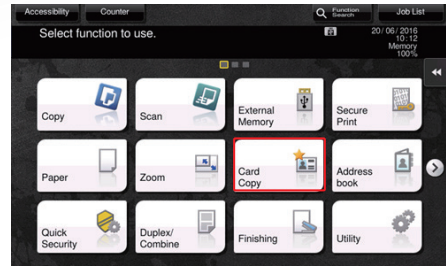 Accessibility
Counter
Function
Search
Job List
Select function to use.
20/06/2016
10:12
Memory
100%
Copy
Scan
External
Memory
Secure
Print
Paper
Zoom
Card
Copy
Address
book
Quick
Security
Duplex/
Combine
Finishing
Utility